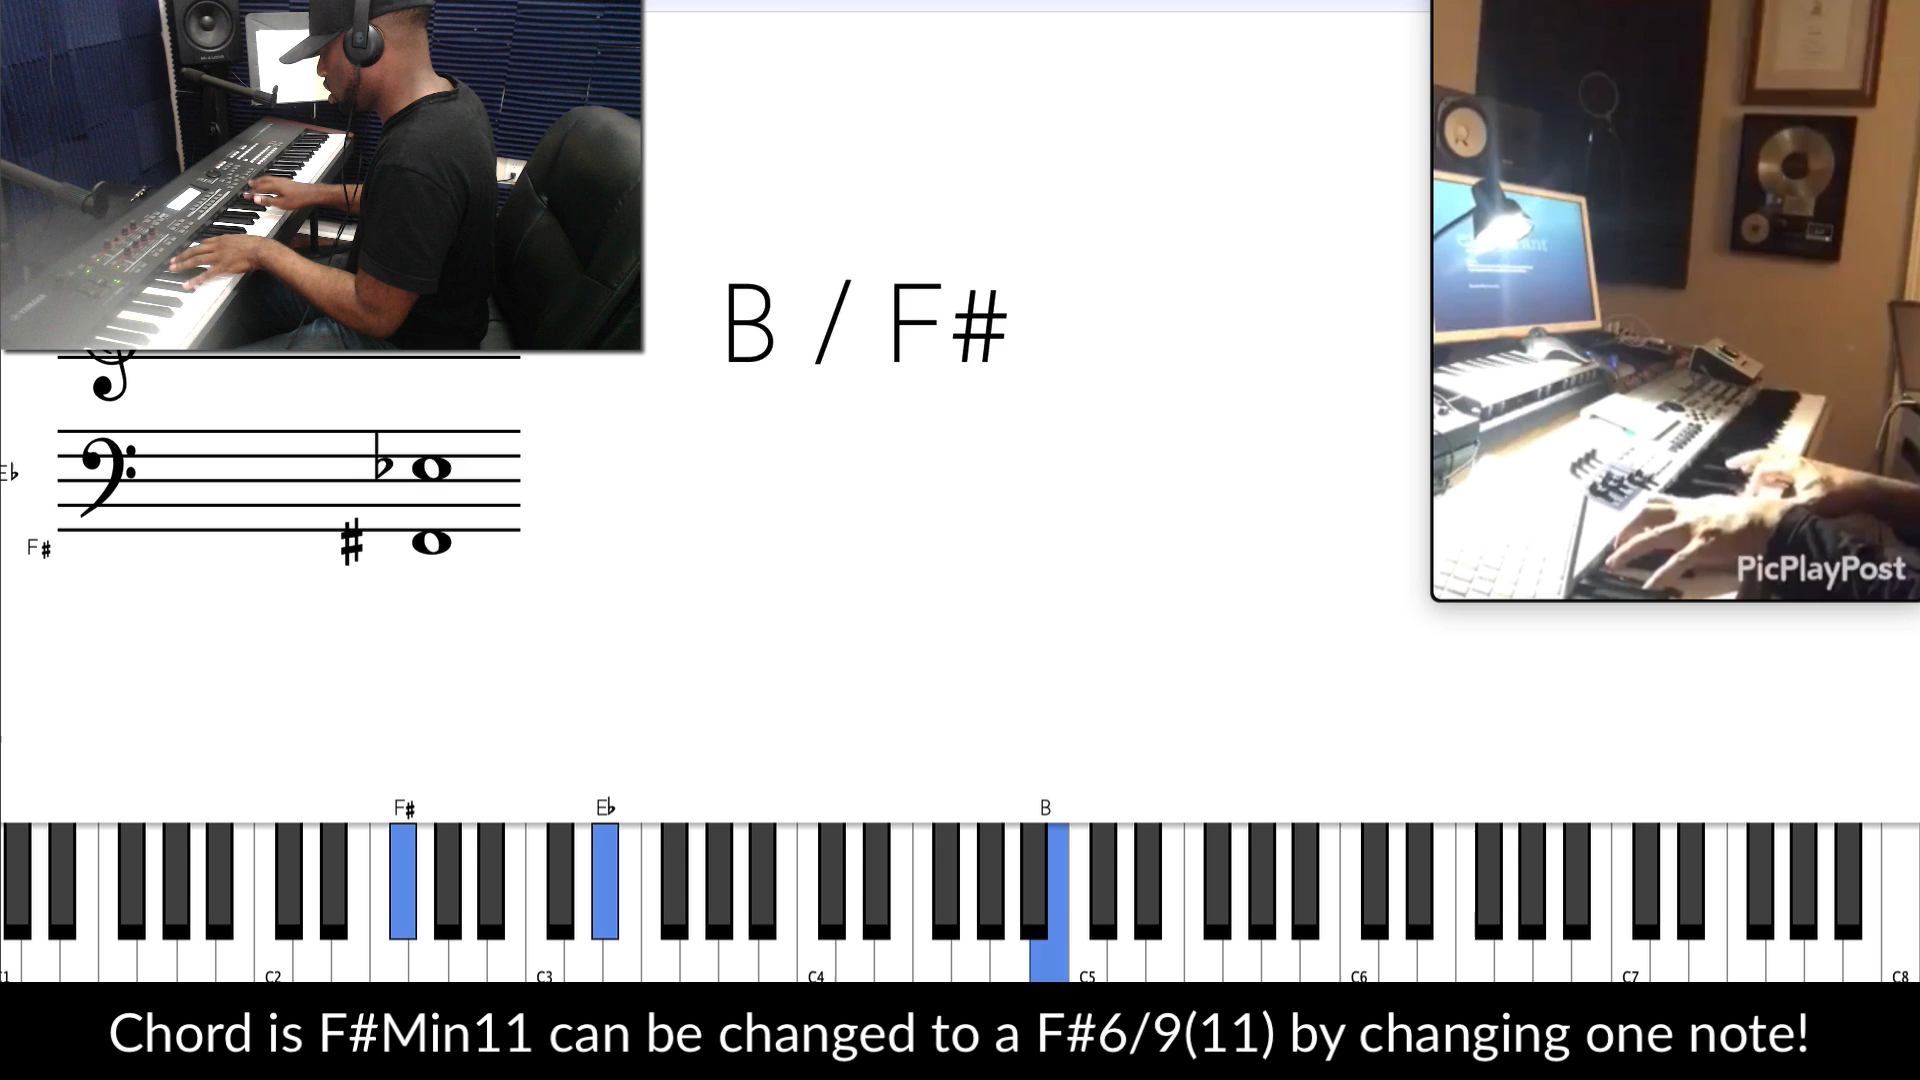 B / F#
E♭
F#
PicPlayPost
F#
E♭
B
C2
C3
C4
C5
C6
C7
C8
Chord is F#Min11 can be changed to a F#6/9(11) by changing one note!